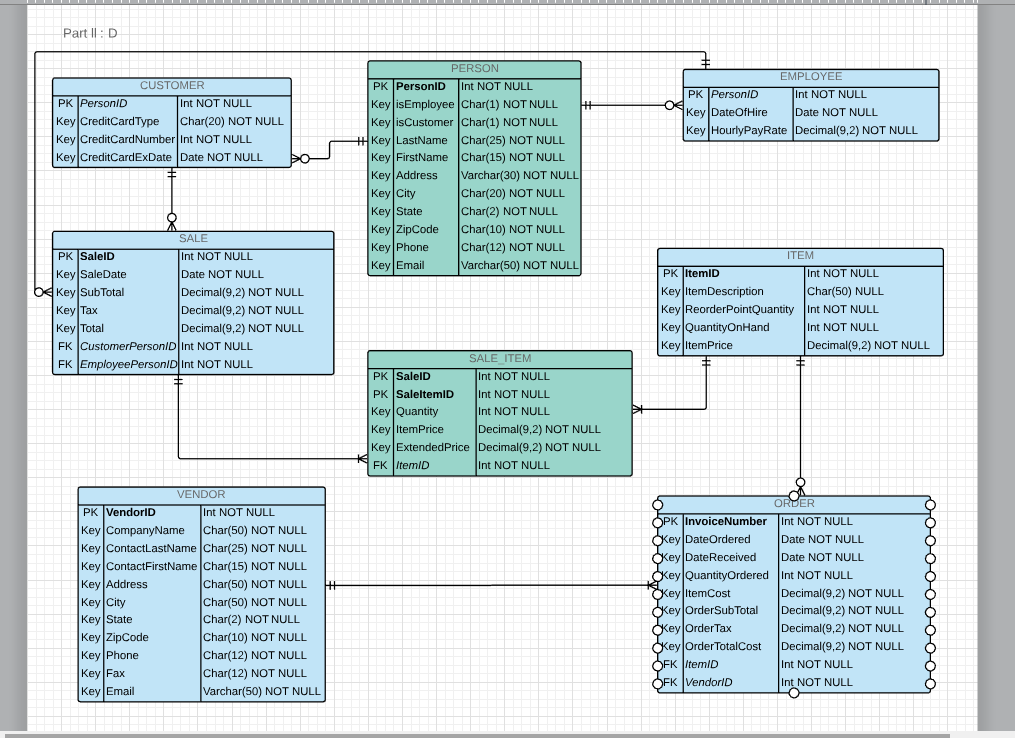 Part ll : D
CUSTOMER
PK PersonID Int NOT NULL
Key CreditCardType Char(20) NOT NULL
Key CreditCardNumber Int NOT NULL
Key CreditCardExDate Date NOT NULL
PERSON
PK PersonID Int NOT NULL
Key isEmployee Char(1) NOT NULL
Key isCustomer Char(1) NOT NULL
Key LastName Char(25) NOT NULL
Key FirstName Char(15) NOT NULL
Key Address Varchar(30) NOT NULL
Key City Char(20) NOT NULL
Key State Char(2) NOT NULL
Key ZipCode Char(10) NOT NULL
Key Phone Char(12) NOT NULL
Key Email Varchar(50) NOT NULL
EMPLOYEE
PK PersonID Int NOT NULL
Key DateOfHire Date NOT NULL
Key HourlyPayRate Decimal(9,2) NOT NULL
SALE
PK SaleID Int NOT NULL
Key SaleDate Date NOT NULL
Key SubTotal Decimal(9,2) NOT NULL
Key Tax Decimal(9,2) NOT NULL
Key Total Decimal(9,2) NOT NULL
FK CustomerPersonID Int NOT NULL
FK EmployeePersonID Int NOT NULL
ITEM
PK ItemID Int NOT NULL
Key ItemDescription Char(50) NOT NULL
Key ReorderPointQuantity Int NOT NULL
Key QuantityOnHand Int NOT NULL
Key ItemPrice Decimal(9,2) NOT NULL
SALE_ITEM
PK SaleID Int NOT NULL
PK SaleItemID Int NOT NULL
Key Quantity Int NOT NULL
Key ItemPrice Decimal(9,2) NOT NULL
Key ExtendedPrice Decimal(9,2) NOT NULL
FK ItemID Int NOT NULL
VENDOR
PK VendorID Int NOT NULL
Key CompanyName Char(50) NOT NULL
Key ContactLastName Char(25) NOT NULL
Key ContactFirstName Char(15) NOT NULL
Key Address Char(50) NOT NULL
Key City Char(50) NOT NULL
Key State Char(2) NOT NULL
Key ZipCode Char(10) NOT NULL
Key Phone Char(12) NOT NULL
Key Fax Char(12) NOT NULL
Key Email Varchar(50) NOT NULL
ORDER
PK InvoiceNumber Int NOT NULL
Key DateOrdered Date NOT NULL
Key DateReceived Date NOT NULL
Key QuantityOrdered Int NOT NULL
Key ItemCost Decimal(9,2) NOT NULL
Key OrderSubTotal Decimal(9,2) NOT NULL
Key OrderTax Decimal(9,2) NOT NULL
Key OrderTotalCost Decimal(9,2) NOT NULL
FK ItemID Int NOT NULL
FK VendorID Int NOT NULL